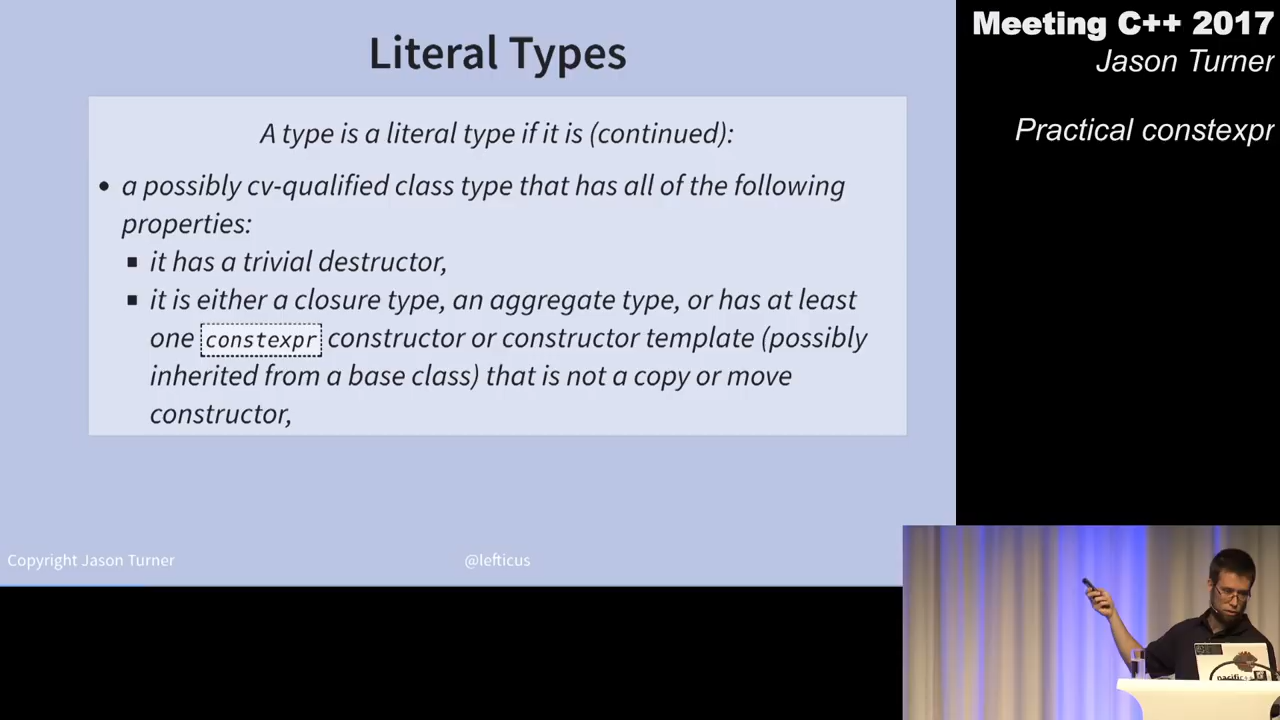 Literal Types
A type is a literal type if it is (continued):
• a possibly cv-qualified class type that has all of the following
properties:
▪ it has a trivial destructor,
▪ it is either a closure type, an aggregate type, or has at least
one constexpr constructor or constructor template (possibly
inherited from a base class) that is not a copy or move
constructor,
Copyright Jason Turner
@lefticus
Meeting C++ 2017
Jason Turner
Practical constexpr
pacific++